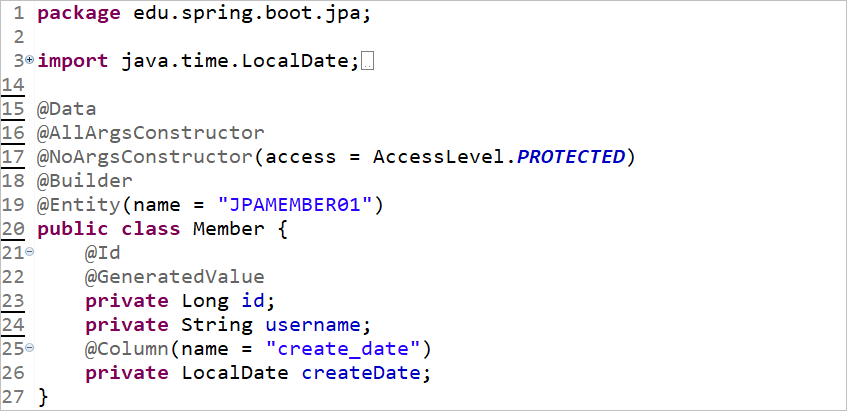 1 package edu.spring.boot.jpa;
2
3 import java.time.LocalDate;
14
15 @Data
16 @AllArgsConstructor
17 @NoArgsConstructor(access = AccessLevel.PROTECTED)
18 @Builder
19 @Entity(name = "JPAMEMBER01")
20 public class Member {
21     @Id
22     @GeneratedValue
23     private Long id;
24     private String username;
25     @Column(name = "create_date")
26     private LocalDate createDate;
27 }